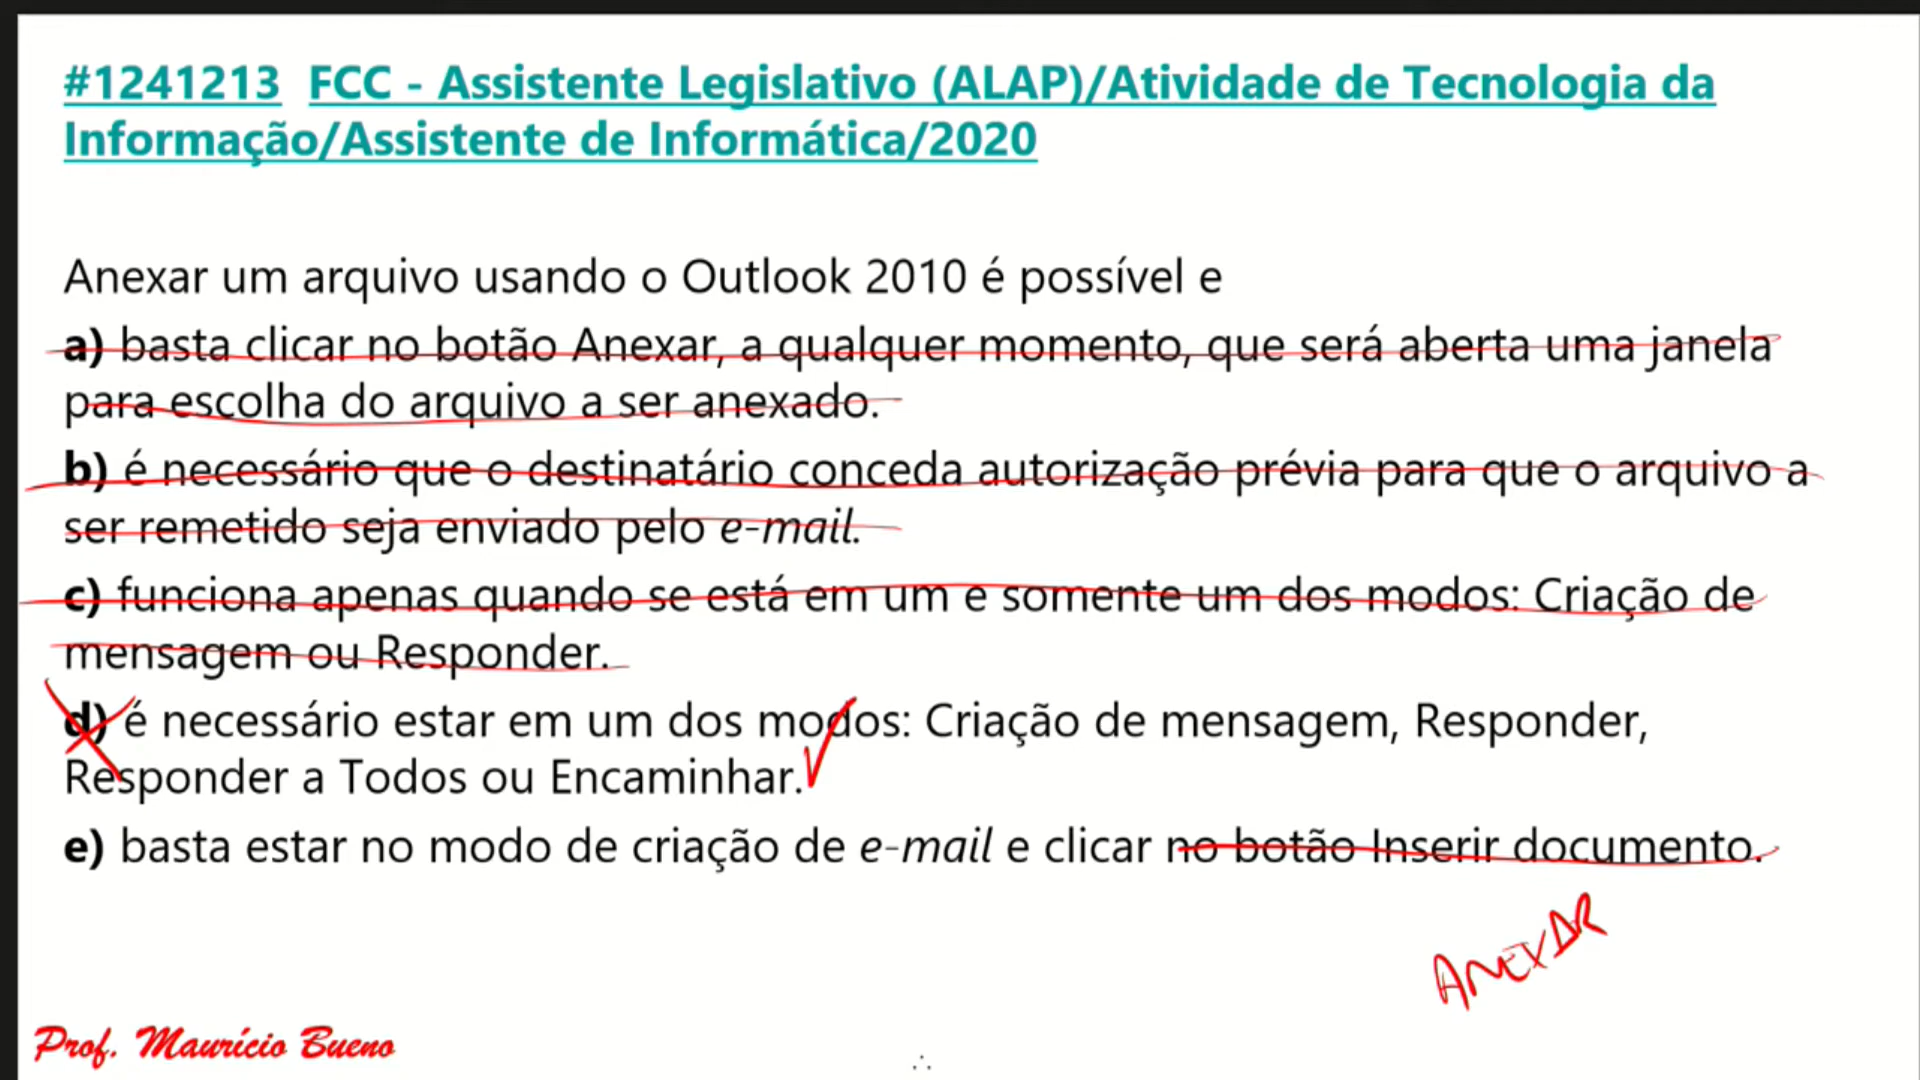 #1241213 FCC - Assistente Legislativo (ALAP)/Atividade de Tecnologia da
Informação/Assistente de Informática/2020
Anexar um arquivo usando o Outlook 2010 é possível e
a) basta clicar no botão Anexar, a qualquer momento, que será aberta uma janela
para escolha do arquivo a ser anexado.
b) é necessário que o destinatário conceda autorização prévia para que o arquivo a
ser remetido seja enviado pelo e-mail.
c) funciona apenas quando se está em um e somente um dos modos: Criação de
mensagem ou Responder.
d) é necessário estar em um dos modos: Criação de mensagem, Responder,
Responder a Todos ou Encaminhar.
e) basta estar no modo de criação de e-mail e clicar no botão Inserir documento.
ANEXAR
Prof. Maurício Bueno